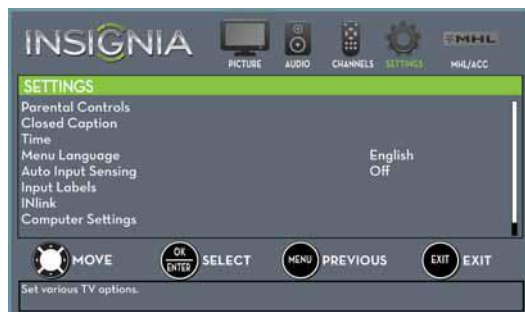 INSIGNIA
PICTURE AUDIO CHANNELS SETTINGS MHL MHL/ACC
SETTINGS
Parental Controls
Closed Caption
Time
Menu Language English
Auto Input Sensing Off
Input Labels
INlink
Computer Settings
MOVE OK/ENTER SELECT MENU PREVIOUS EXIT EXIT
Set various TV options.